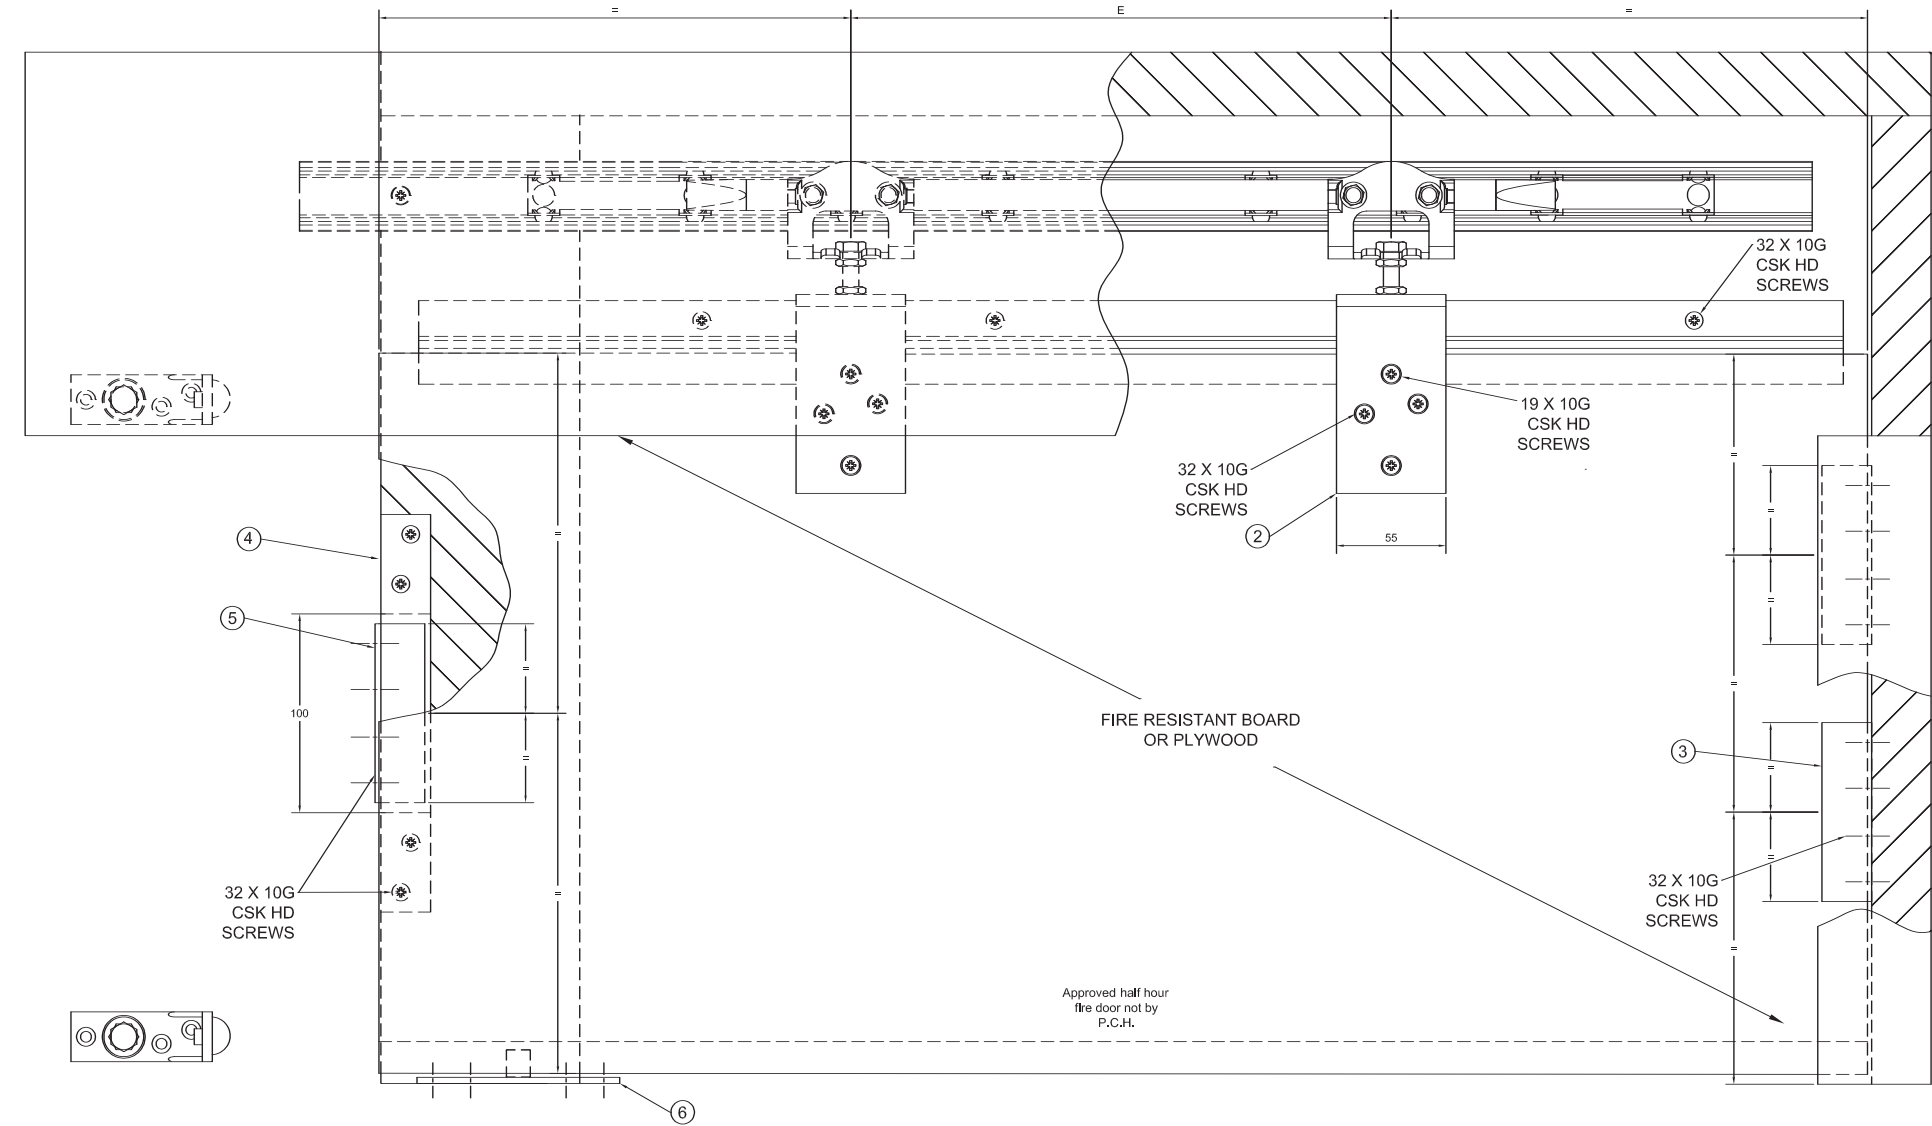 =
E
=
32 X 10G
CSK HD
SCREWS
19 X 10G
CSK HD
SCREWS
32 X 10G
CSK HD
SCREWS
2
55
4
5
100
=
=
=
=
=
=
=
=
=
=
=
=
FIRE RESISTANT BOARD
OR PLYWOOD
3
32 X 10G
CSK HD
SCREWS
32 X 10G
CSK HD
SCREWS
Approved half hour
fire door not by
P.C.H.
6